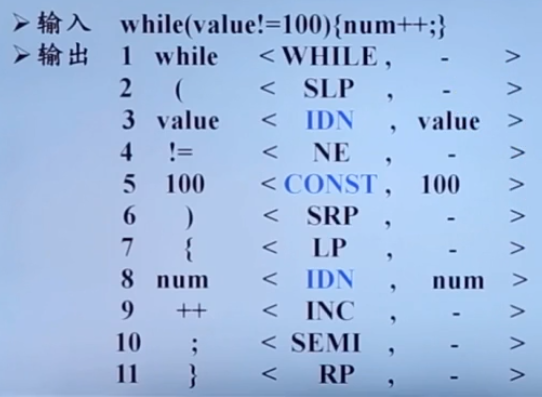 ➢输入 while(value!=100){num++;}
➢输出 1 while < WHILE , - >
2 ( < SLP , - >
3 value < IDN , value >
4 != < NE , - >
5 100 < CONST , 100 >
6 ) < SRP , - >
7 { < LP , - >
8 num < IDN , num >
9 ++ < INC , - >
10 ; < SEMI , - >
11 } < RP , - >